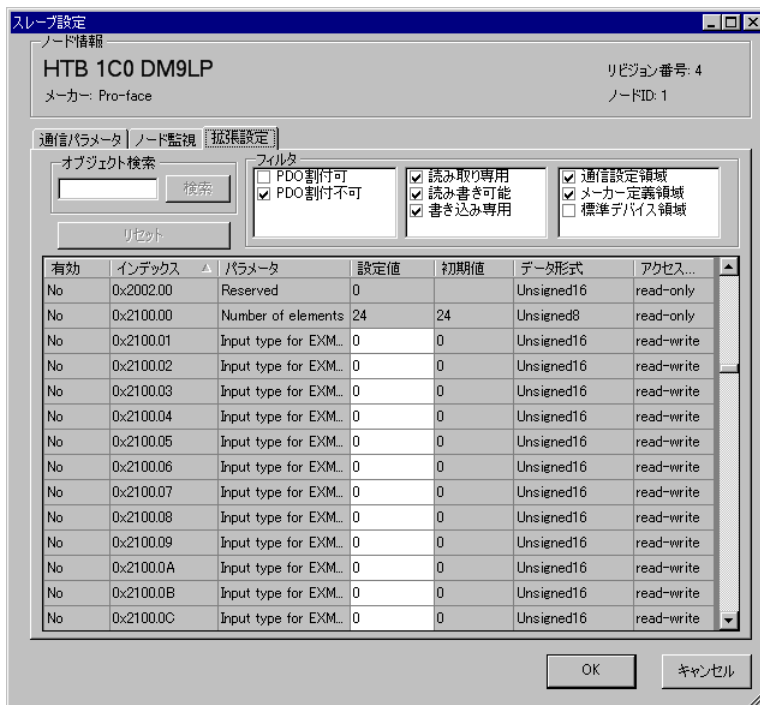 スレーブ設定
ノード情報
HTB 1C0 DM9LP
リビジョン番号: 4
メーカー: Pro-face
ノードID: 1
通信パラメータ ノード監視 拡張設定
オブジェクト検索
検索
リセット
フィルタ
PDO割付可
PDO割付不可
読み取り専用
読み書き可能
書き込み専用
通信設定領域
メーカー定義領域
標準デバイス領域
有効 インデックス パラメータ 設定値 初期値 データ形式 アクセス...
No 0x2002.00 Reserved 0 Unsigned16 read-only
No 0x2100.00 Number of elements 24 24 Unsigned8 read-only
No 0x2100.01 Input type for EXM... 0 0 Unsigned16 read-write
No 0x2100.02 Input type for EXM... 0 0 Unsigned16 read-write
No 0x2100.03 Input type for EXM... 0 0 Unsigned16 read-write
No 0x2100.04 Input type for EXM... 0 0 Unsigned16 read-write
No 0x2100.05 Input type for EXM... 0 0 Unsigned16 read-write
No 0x2100.06 Input type for EXM... 0 0 Unsigned16 read-write
No 0x2100.07 Input type for EXM... 0 0 Unsigned16 read-write
No 0x2100.08 Input type for EXM... 0 0 Unsigned16 read-write
No 0x2100.09 Input type for EXM... 0 0 Unsigned16 read-write
No 0x2100.0A Input type for EXM... 0 0 Unsigned16 read-write
No 0x2100.0B Input type for EXM... 0 0 Unsigned16 read-write
No 0x2100.0C Input type for EXM... 0 0 Unsigned16 read-write
OK キャンセル